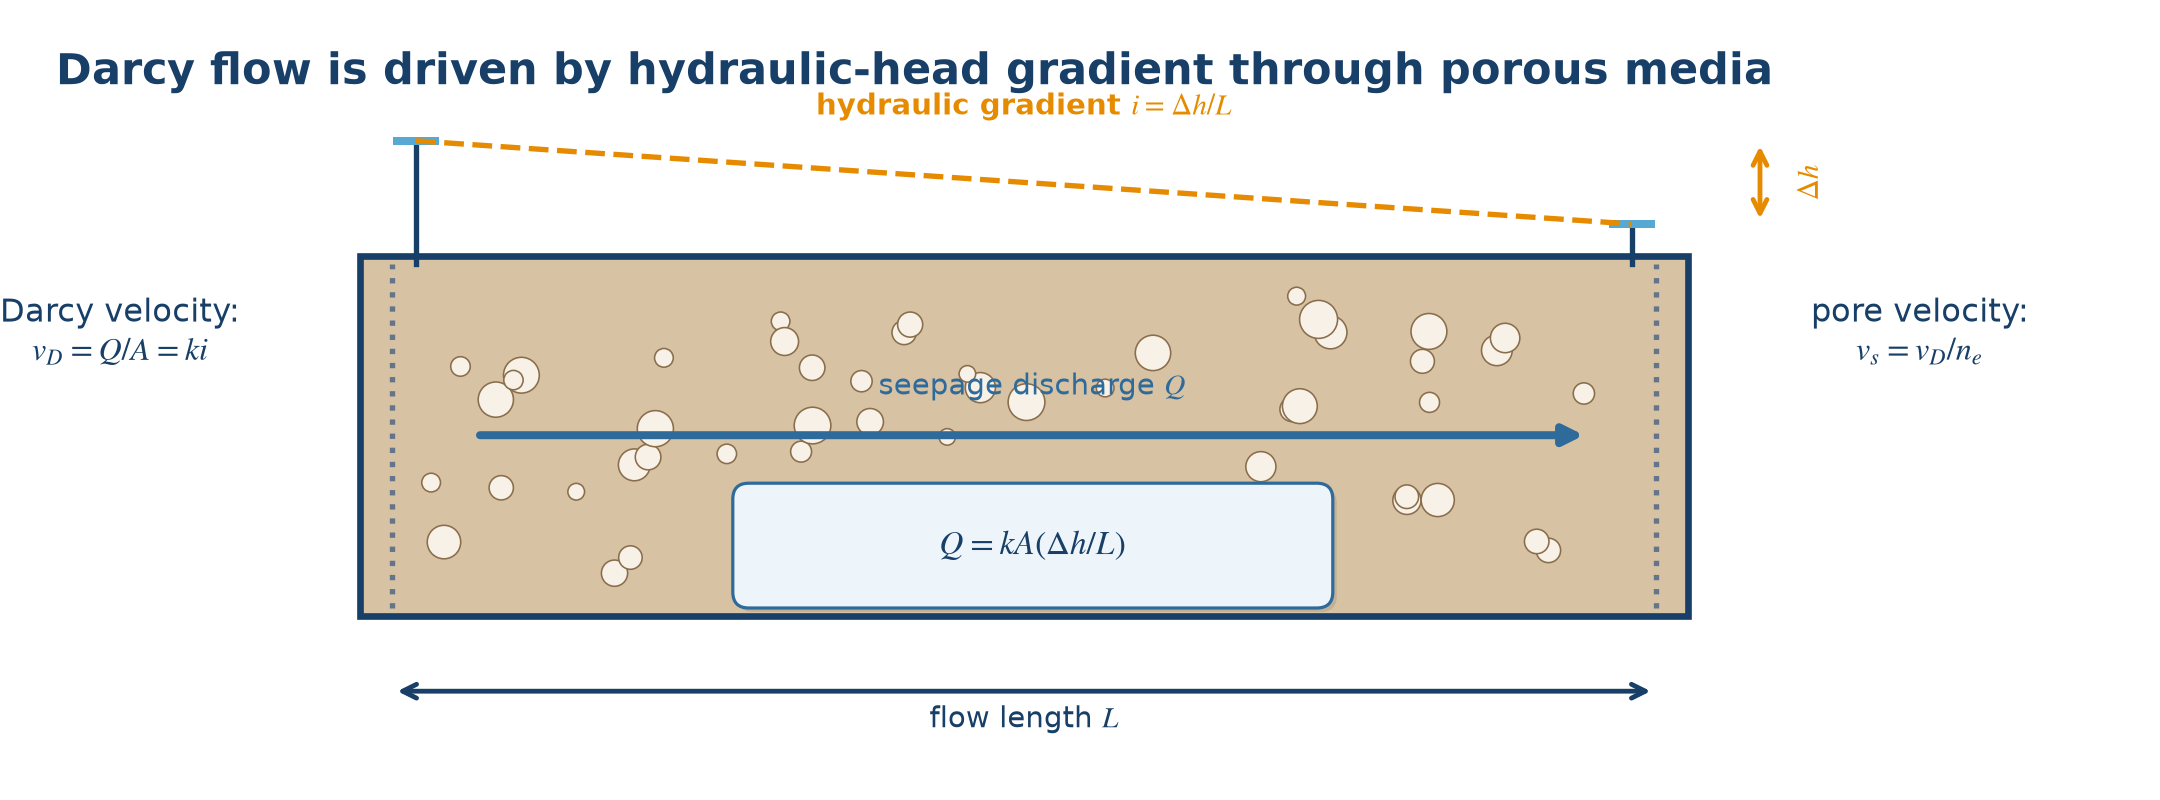 Darcy flow is driven by hydraulic-head gradient through porous media
hydraulic gradient i = Δh/L
Δh
Darcy velocity:
v_D = Q/A = ki
pore velocity:
v_s = v_D/n_e
seepage discharge Q
Q = kA(Δh/L)
flow length L